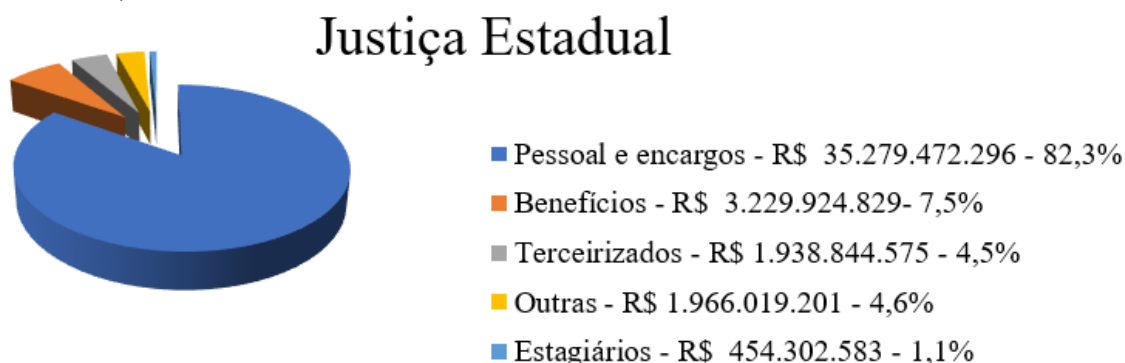 Justiça Estadual
Pessoal e encargos - R$ 35.279.472.296 - 82,3%
Benefícios - R$ 3.229.924.829- 7,5%
Terceirizados - R$ 1.938.844.575 - 4,5%
Outras - R$ 1.966.019.201 - 4,6%
Estagiários - R$ 454.302.583 - 1,1%